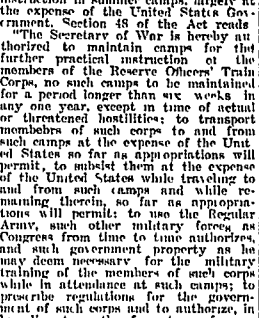 instruction in summer camps, largely at
the expense of the United States Gov-
ernment. Section 48 of the Act reads
"The Secretary of War is hereby au
thorized to maintain camps for the
further practical instruction of the
members of the Reserve Officers' Train
Corps, no such camps to be maintained
for a period longer than six weeks in
any one year, except in time of actual
or threatened hostilities; to transport
membebrs of such corps to and from
such camps at the expense of the Unit
ed States so far as appropriations will
permit, to subsist them at the expense
of the United States while traveling to
and from such camps and while re-
maining therein, so far as appropria-
tions will permit: to use the Regular
Army, such other military forces as
Congress from time to time authorizes,
and such government property as he
may deem necessary for the military
training of the members of such corps
while in attendance at such camps; to
prescribe regulations for the govern-
ment of such corps and to authorize, in